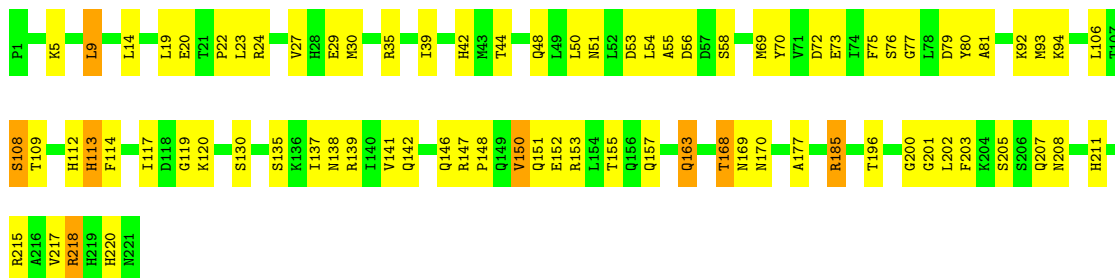 P1 K5 L9 L14 L19 E20 T21 P22 L23 R24 V27 H28 E29 M30 R35 I39 H42 M43 T44 Q48 L49 L50 N51 L52 D53 L54 A55 D56 D57 S58 M69 Y70 V71 D72 E73 I74 F75 S76 G77 L78 D79 Y80 A81 K92 M93 K94 L106 T107
S108 T109 H112 H113 F114 I117 D118 G119 K120 S130 S135 K136 I137 N138 R139 I140 V141 Q142 Q146 R147 P148 Q149 V150 Q151 E152 R153 L154 T155 Q156 Q157 Q163 T168 N169 N170 A177 R185 T196 G200 G201 L202 F203 K204 S205 S206 Q207 N208 H211
R215 A216 V217 R218 H219 H220 N221